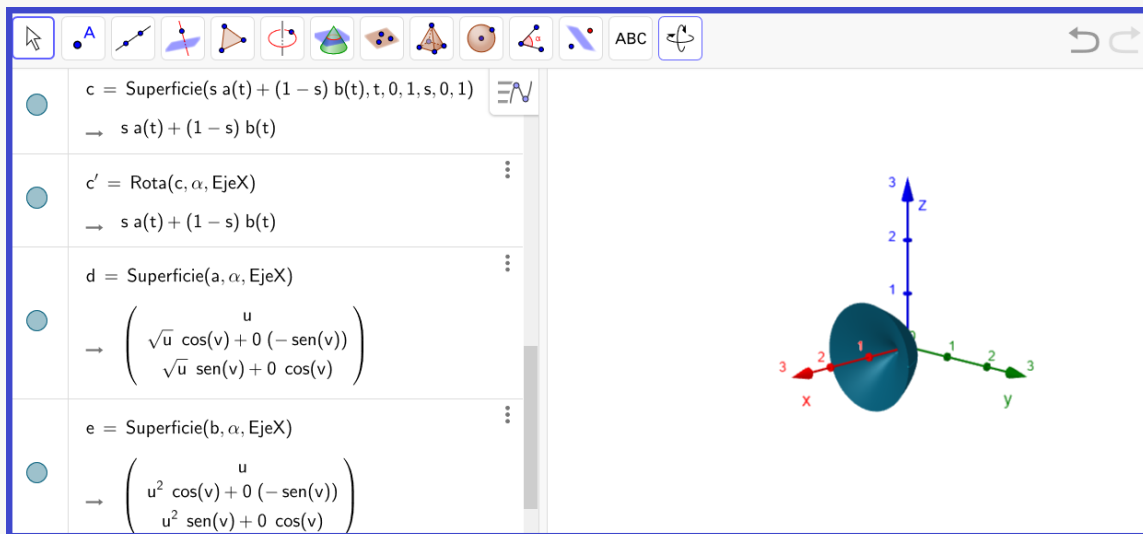 A
α
ABC
c = Superficie(s a(t) + (1 − s) b(t), t, 0, 1, s, 0, 1)
→ s a(t) + (1 − s) b(t)
c′ = Rota(c, α, EjeX)
→ s a(t) + (1 − s) b(t)
d = Superficie(a, α, EjeX)
u
→ √u cos(v) + 0 (− sen(v))
√u sen(v) + 0 cos(v)
e = Superficie(b, α, EjeX)
u
→ u² cos(v) + 0 (− sen(v))
u² sen(v) + 0 cos(v)
3
z
2
1
1
1
2
3
2
3
x
y